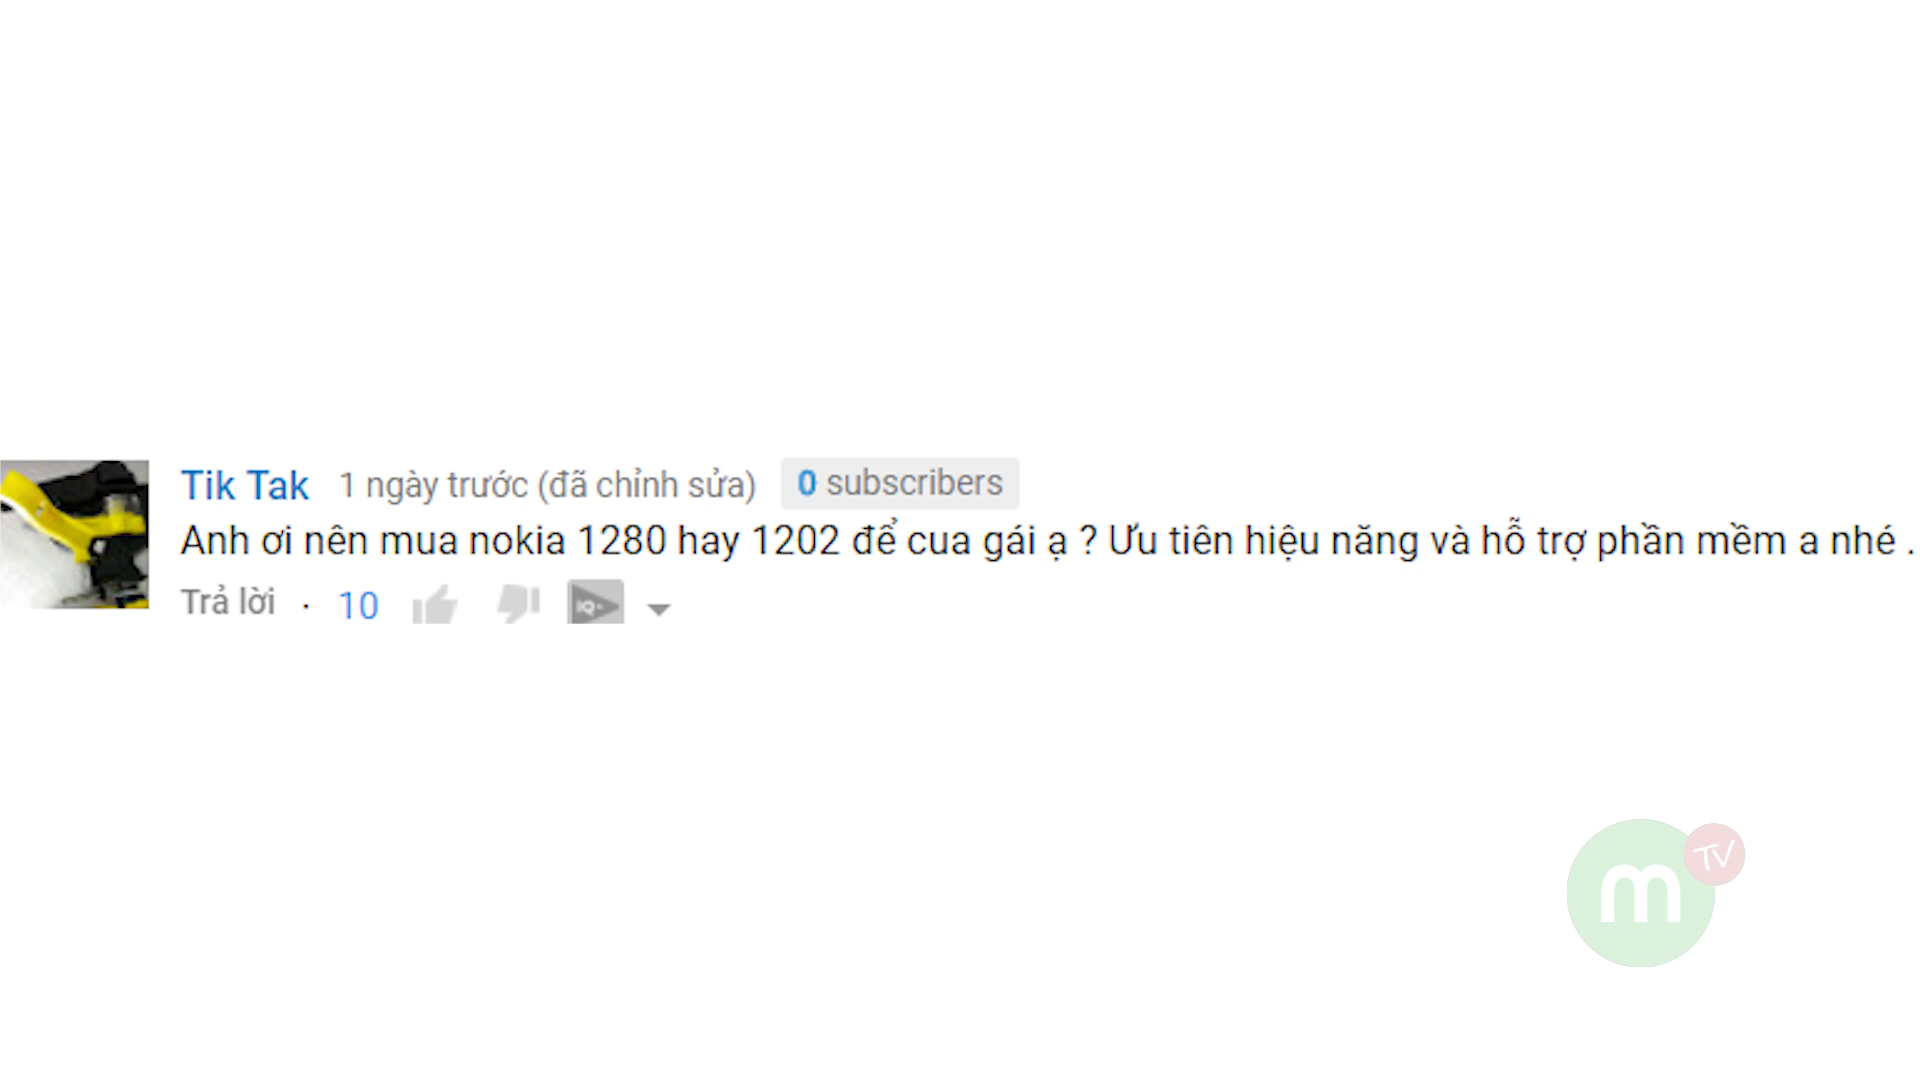 Tik Tak 1 ngày trước (đã chỉnh sửa) 0 subscribers
Anh ơi nên mua nokia 1280 hay 1202 để cua gái ạ ? Ưu tiên hiệu năng và hỗ trợ phần mềm a nhé .
Trả lời · 10 IQ
m TV